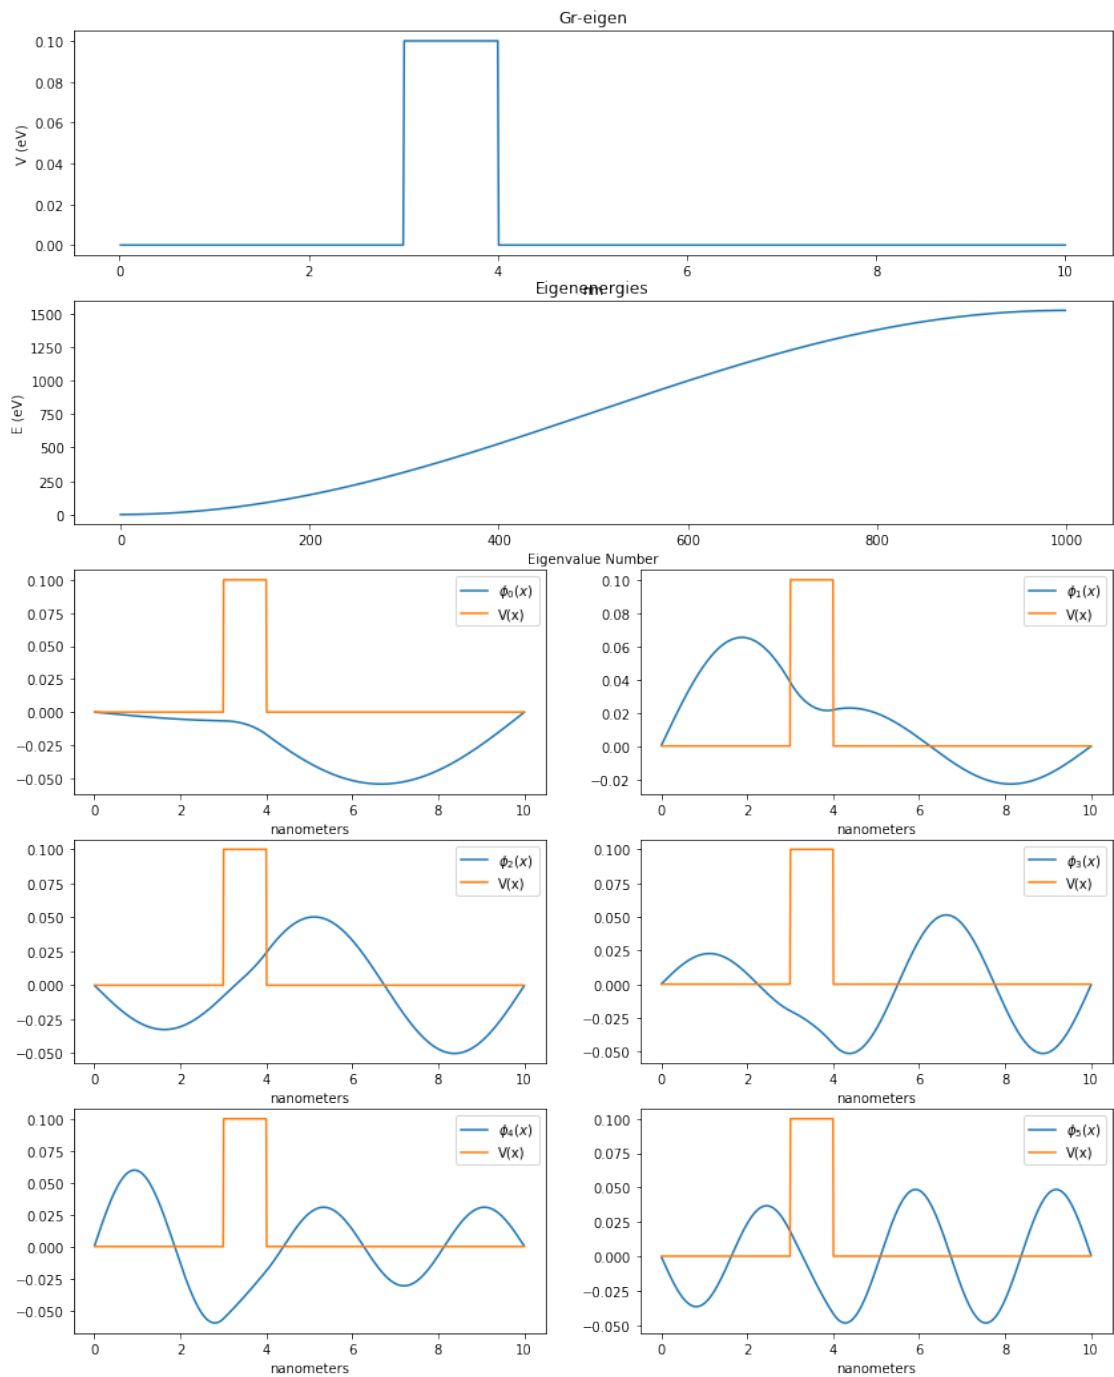 Gr-eigen
V (eV)
0.10
0.08
0.06
0.04
0.02
0.00
0 2 4 6 8 10
nm
Eigenenergies
E (eV)
1500
1250
1000
750
500
250
0
0 200 400 600 800 1000
Eigenvalue Number
0.100
0.075
0.050
0.025
0.000
−0.025
−0.050
ϕ₀(x)
V(x)
0 2 4 6 8 10
nanometers
0.10
0.08
0.06
0.04
0.02
0.00
−0.02
ϕ₁(x)
V(x)
0 2 4 6 8 10
nanometers
0.100
0.075
0.050
0.025
0.000
−0.025
−0.050
ϕ₂(x)
V(x)
0 2 4 6 8 10
nanometers
0.100
0.075
0.050
0.025
0.000
−0.025
−0.050
ϕ₃(x)
V(x)
0 2 4 6 8 10
nanometers
0.100
0.075
0.050
0.025
0.000
−0.025
−0.050
ϕ₄(x)
V(x)
0 2 4 6 8 10
nanometers
0.100
0.075
0.050
0.025
0.000
−0.025
−0.050
ϕ₅(x)
V(x)
0 2 4 6 8 10
nanometers